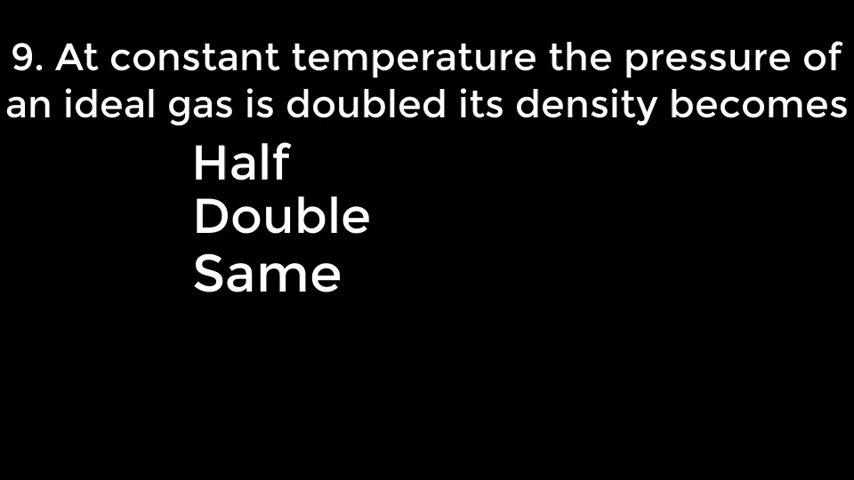 9. At constant temperature the pressure of
an ideal gas is doubled its density becomes
Half
Double
Same